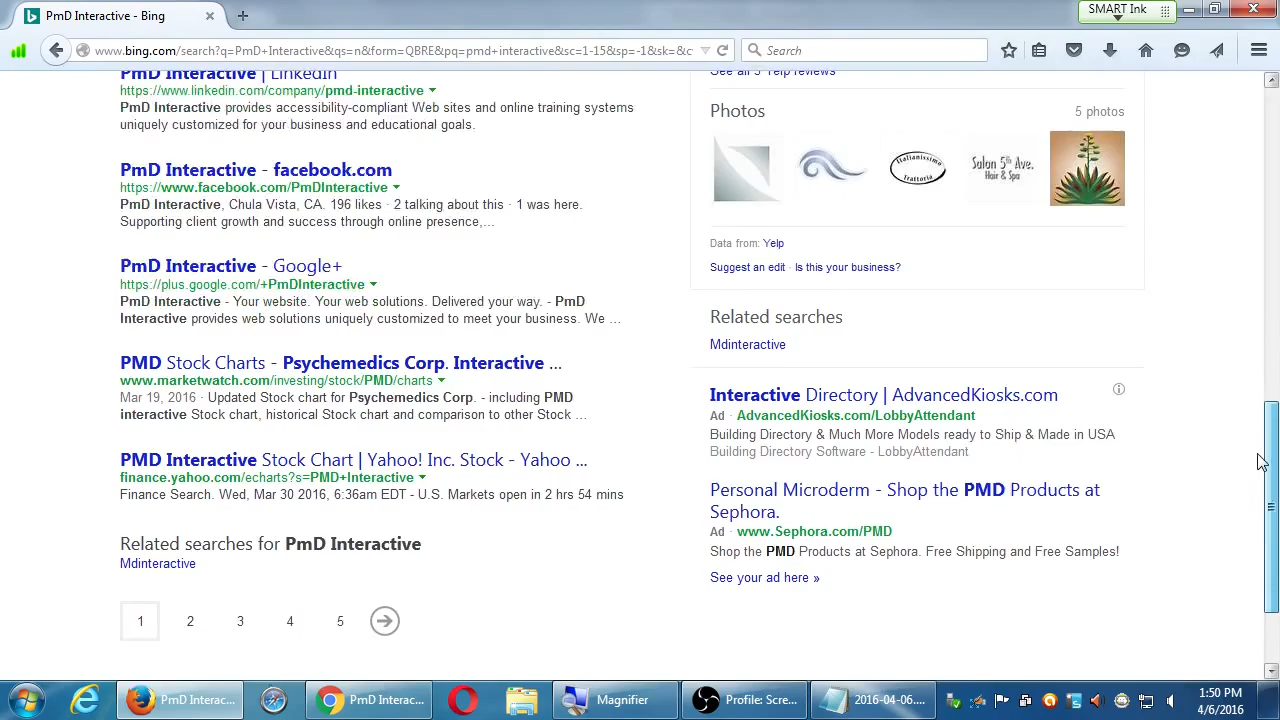 PmD Interactive - Bing
SMART Ink
www.bing.com/search?q=PmD+Interactive&qs=n&form=QBRE&pq=pmd+interactive&sc=1-15&sp=-1&sk=&c
Search
PmD Interactive | LinkedIn
https://www.linkedin.com/company/pmd-interactive
PmD Interactive provides accessibility-compliant Web sites and online training systems
uniquely customized for your business and educational goals.
PmD Interactive - facebook.com
https://www.facebook.com/PmDInteractive
PmD Interactive, Chula Vista, CA. 196 likes · 2 talking about this · 1 was here.
Supporting client growth and success through online presence,...
PmD Interactive - Google+
https://plus.google.com/+PmDInteractive
PmD Interactive - Your website. Your web solutions. Delivered your way. - PmD
Interactive provides web solutions uniquely customized to meet your business. We ...
PMD Stock Charts - Psychemedics Corp. Interactive ...
www.marketwatch.com/investing/stock/PMD/charts
Mar 19, 2016 · Updated Stock chart for Psychemedics Corp. - including PMD
interactive Stock chart, historical Stock chart and comparison to other Stock ...
PMD Interactive Stock Chart | Yahoo! Inc. Stock - Yahoo ...
finance.yahoo.com/echarts?s=PMD+Interactive
Finance Search. Wed, Mar 30 2016, 6:36am EDT - U.S. Markets open in 2 hrs 54 mins
Related searches for PmD Interactive
Mdinteractive
1 2 3 4 5
See all 5 Yelp reviews
Photos
5 photos
Italianissimo
Trattoria
Salon 5th Ave.
Hair & Spa
Data from: Yelp
Suggest an edit · Is this your business?
Related searches
Mdinteractive
Interactive Directory | AdvancedKiosks.com
Ad · AdvancedKiosks.com/LobbyAttendant
Building Directory & Much More Models ready to Ship & Made in USA
Building Directory Software - LobbyAttendant
Personal Microderm - Shop the PMD Products at
Sephora.
Ad · www.Sephora.com/PMD
Shop the PMD Products at Sephora. Free Shipping and Free Samples!
See your ad here »
PmD Interac...
PmD Interac...
Magnifier
Profile: Scre...
2016-04-06....
1:50 PM
4/6/2016